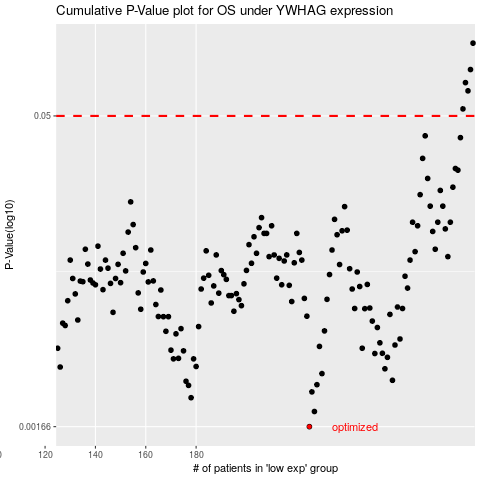 Cumulative P-Value plot for OS under YWHAG expression
0.05
P-Value(log10)
0.00166
optimized
0 120 140 160 180
# of patients in 'low exp' group